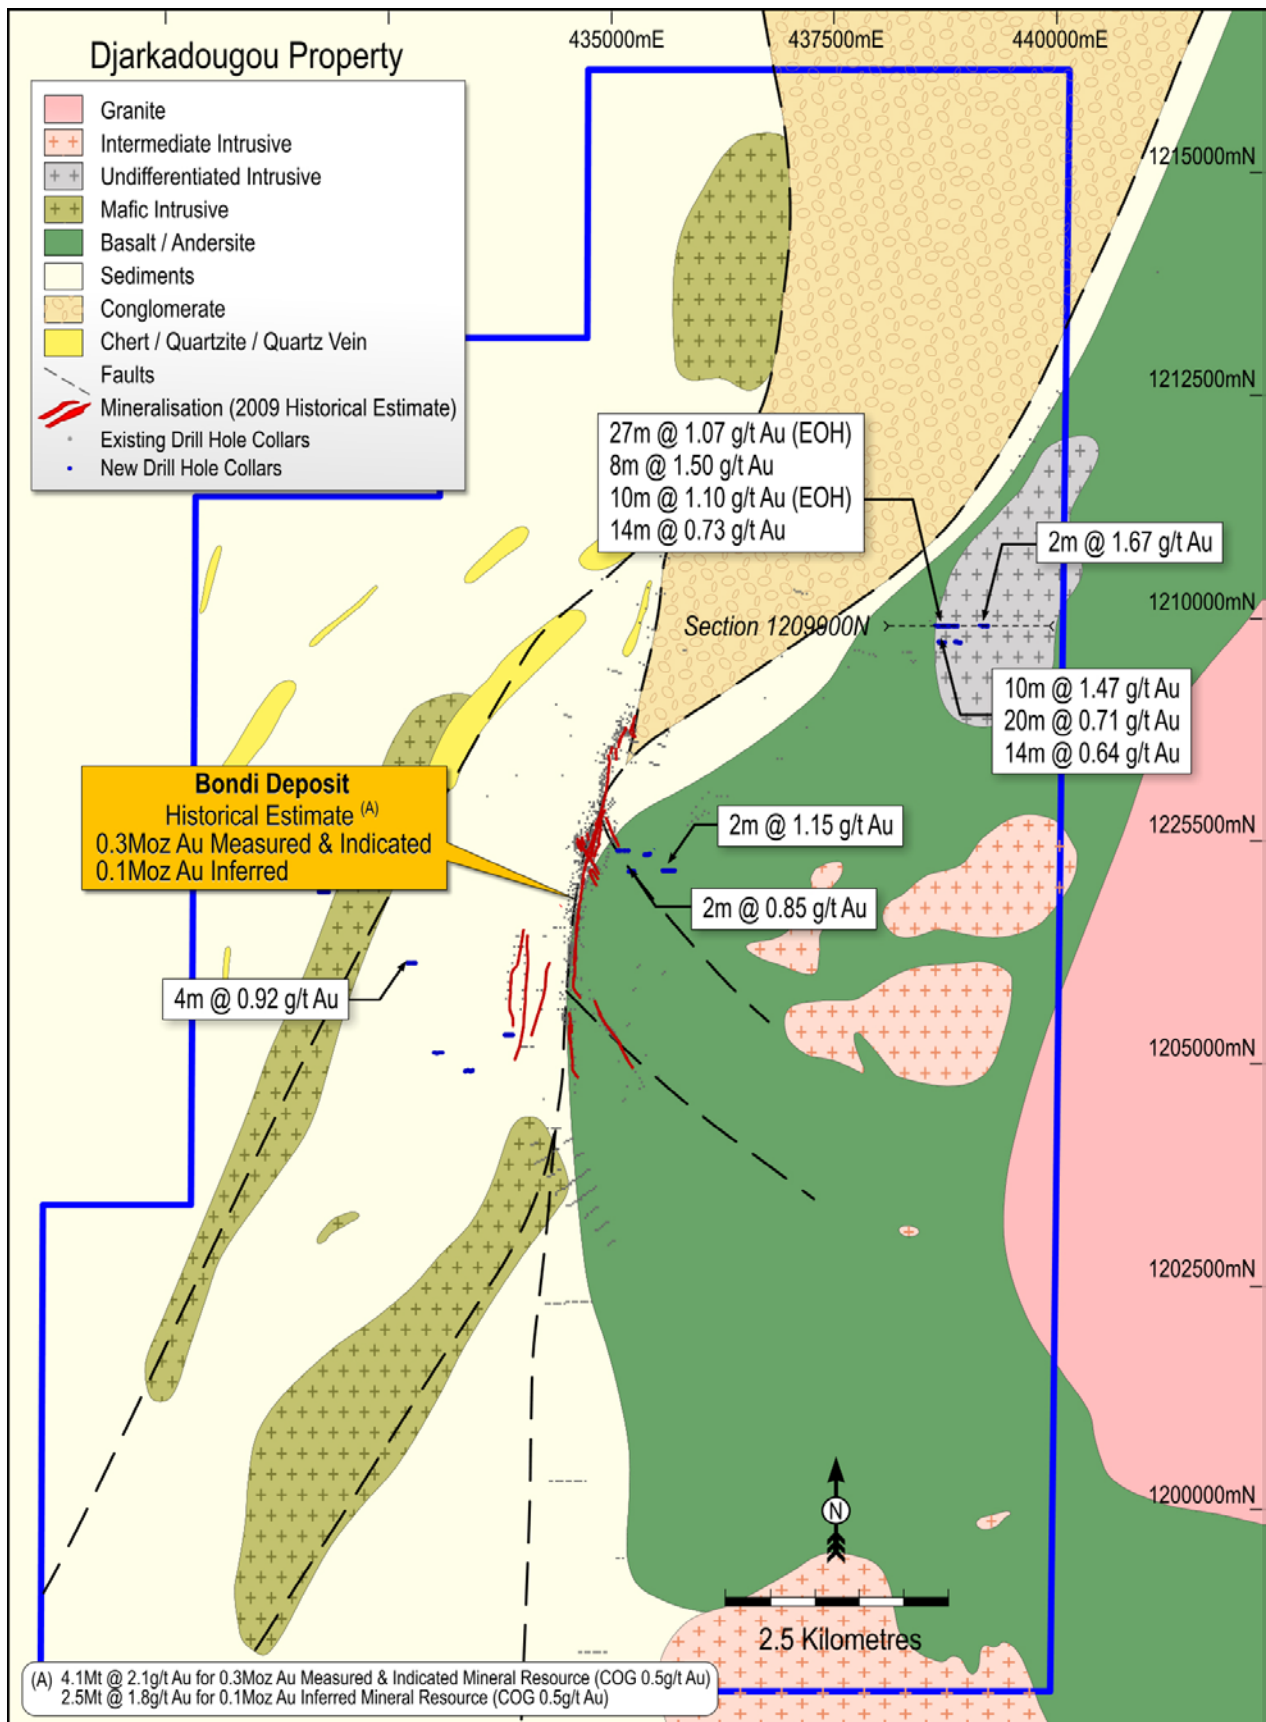 435000mE
437500mE
440000mE
Djarkadougou Property
Granite
Intermediate Intrusive
Undifferentiated Intrusive
Mafic Intrusive
Basalt / Andersite
Sediments
Conglomerate
Chert / Quartzite / Quartz Vein
Faults
Mineralisation (2009 Historical Estimate)
Existing Drill Hole Collars
New Drill Hole Collars
1215000mN
1212500mN
27m @ 1.07 g/t Au (EOH)
8m @ 1.50 g/t Au
10m @ 1.10 g/t Au (EOH)
14m @ 0.73 g/t Au
2m @ 1.67 g/t Au
1210000mN
Section 1209900N
10m @ 1.47 g/t Au
20m @ 0.71 g/t Au
14m @ 0.64 g/t Au
Bondi Deposit
Historical Estimate (A)
0.3Moz Au Measured & Indicated
0.1Moz Au Inferred
2m @ 1.15 g/t Au
1225500mN
2m @ 0.85 g/t Au
4m @ 0.92 g/t Au
1205000mN
1202500mN
1200000mN
N
2.5 Kilometres
(A) 4.1Mt @ 2.1g/t Au for 0.3Moz Au Measured & Indicated Mineral Resource (COG 0.5g/t Au)
2.5Mt @ 1.8g/t Au for 0.1Moz Au Inferred Mineral Resource (COG 0.5g/t Au)